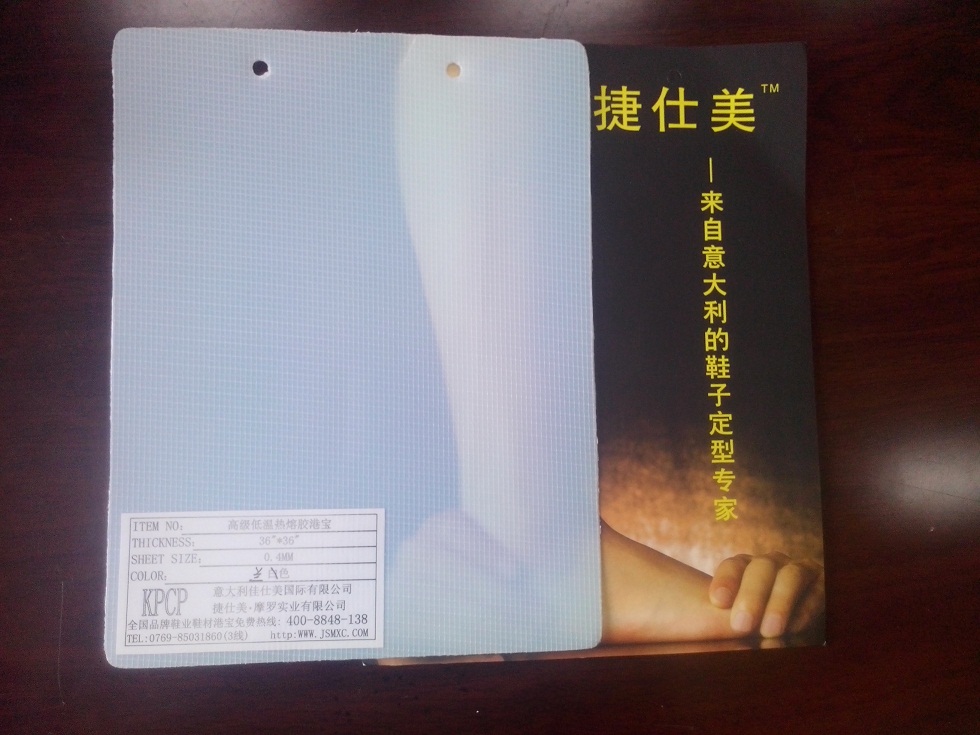 捷仕美™
—来自意大利的鞋子定型专家
ITEM NO: 高级低温热熔胶港宝
THICKNESS: 36"*36"
SHEET SIZE: 0.4MM
COLOR: 兰色
KPCP
意大利佳仕美国际有限公司
捷仕美·摩罗实业有限公司
全国品牌鞋业鞋材港宝免费热线: 400-8848-138
TEL:0769-85031860(3线) http:WWW.JSMXC.COM